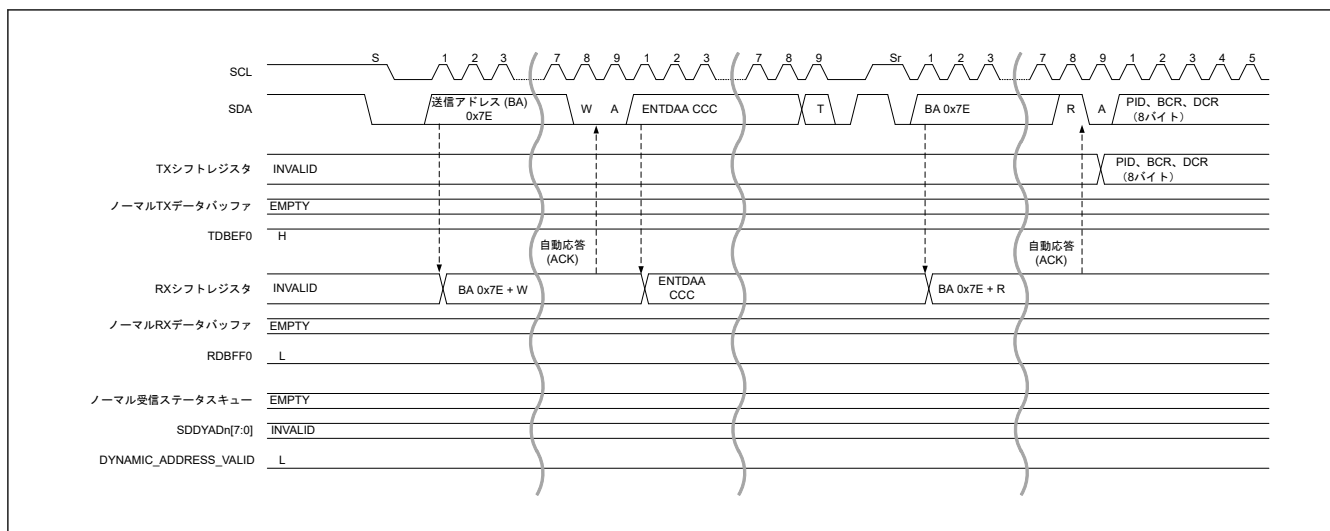 S 1 2 3 7 8 9 1 2 3 7 8 9 Sr 1 2 3 7 8 9 1 2 3 4 5
SCL
SDA
送信アドレス (BA)
0x7E
W A
ENTDAA CCC
T
BA 0x7E
R A
PID、BCR、DCR
(8バイト)
TXシフトレジスタ
INVALID
PID、BCR、DCR
(8バイト)
ノーマルTXデータバッファ
EMPTY
TDBEF0
H
自動応答
(ACK)
自動応答
(ACK)
RXシフトレジスタ
INVALID
BA 0x7E + W
ENTDAA
CCC
BA 0x7E + R
ノーマルRXデータバッファ
EMPTY
RDBFF0
L
ノーマル受信ステータスキュー
EMPTY
SDDYADn[7:0]
INVALID
DYNAMIC_ADDRESS_VALID
L